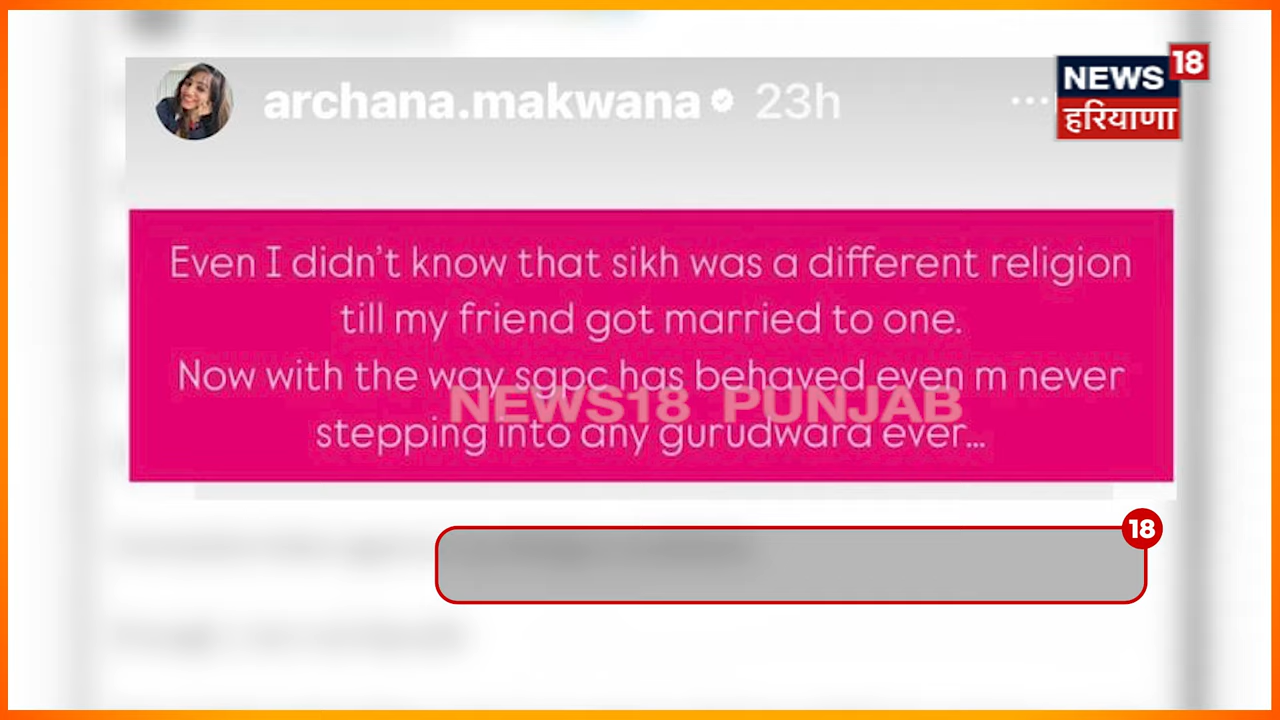 archana.makwana 23h
NEWS 18
हरियाणा
Even I didn't know that sikh was a different religion
till my friend got married to one.
Now with the way sgpc has behaved even m never
NEWS18 PUNJAB
stepping into any gurudwara ever...
18